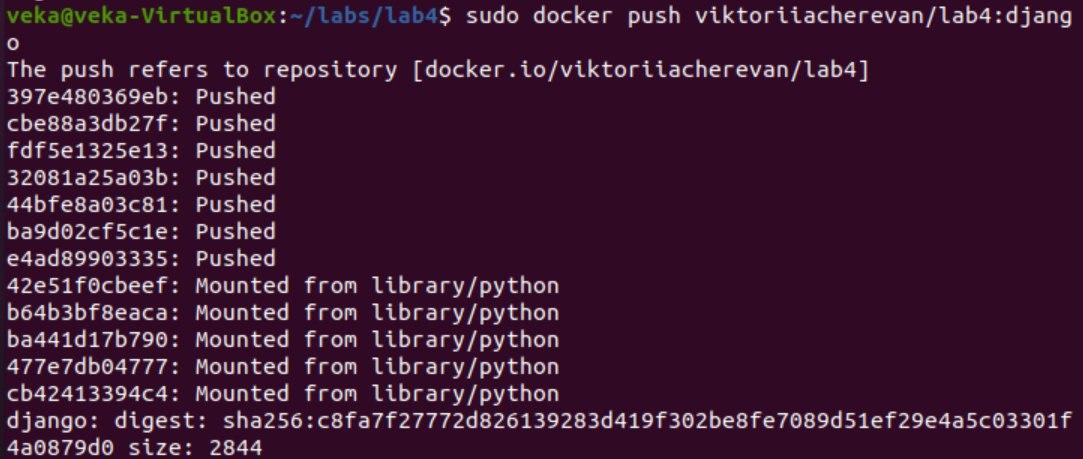 veka@veka-VirtualBox:~/labs/lab4$ sudo docker push viktoriiacherevan/lab4:djang
o
The push refers to repository [docker.io/viktoriiacherevan/lab4]
397e480369eb: Pushed
cbe88a3db27f: Pushed
fdf5e1325e13: Pushed
32081a25a03b: Pushed
44bfe8a03c81: Pushed
ba9d02cf5c1e: Pushed
e4ad89903335: Pushed
42e51f0cbeef: Mounted from library/python
b64b3bf8eaca: Mounted from library/python
ba441d17b790: Mounted from library/python
477e7db04777: Mounted from library/python
cb42413394c4: Mounted from library/python
django: digest: sha256:c8fa7f27772d826139283d419f302be8fe7089d51ef29e4a5c03301f
4a0879d0 size: 2844